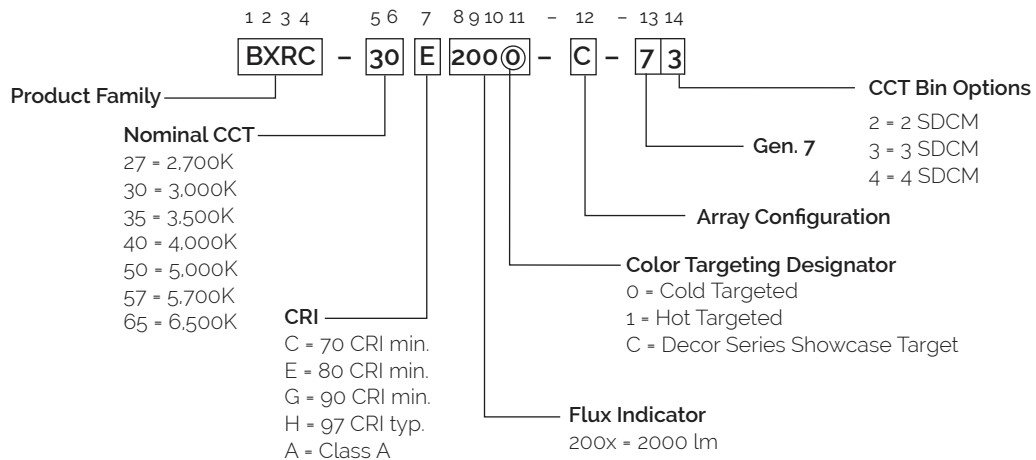 1 2 3 4 5 6 7 8 9 10 11 – 12 – 13 14
BXRC – 30 E 2000 – C – 7 3
Product Family
Nominal CCT
27 = 2,700K
30 = 3,000K
35 = 3,500K
40 = 4,000K
50 = 5,000K
57 = 5,700K
65 = 6,500K
CRI
C = 70 CRI min.
E = 80 CRI min.
G = 90 CRI min.
H = 97 CRI typ.
A = Class A
Flux Indicator
200x = 2000 lm
Color Targeting Designator
0 = Cold Targeted
1 = Hot Targeted
C = Decor Series Showcase Target
Array Configuration
Gen. 7
CCT Bin Options
2 = 2 SDCM
3 = 3 SDCM
4 = 4 SDCM